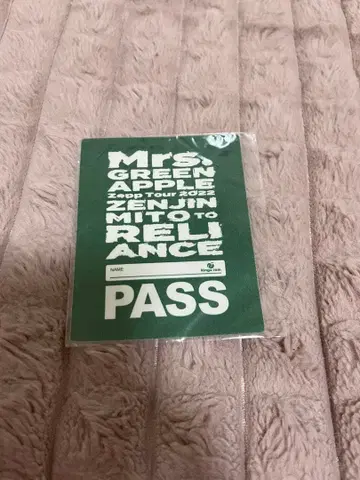 Mrs.
GREEN
APPLE
Zepp Tour 2022
ZENJIN
MITO TO
RELI
ANCE
NAME
PASS